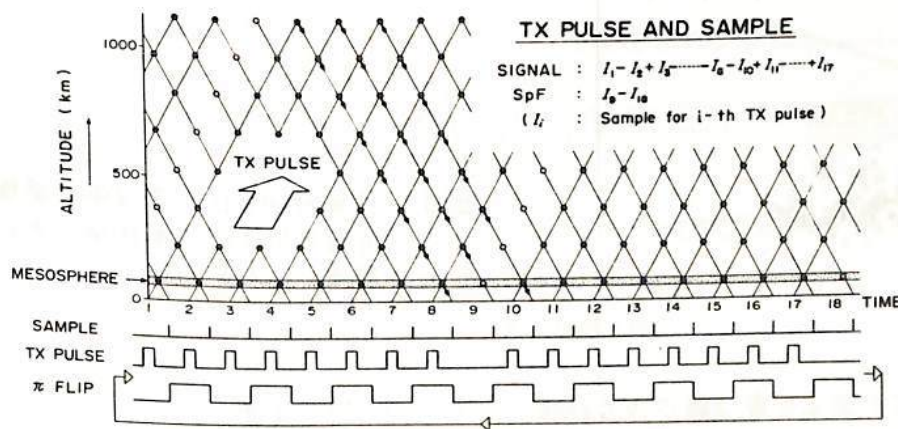 TX PULSE AND SAMPLE
SIGNAL : I₁ – I₂ + I₃ ------- I₈ – I₁₀ + I₁₁ ------ + I₁₇
SpF : I₉ – I₁₈
( Iᵢ : Sample for i-th TX pulse )
ALTITUDE (km)
1000
500
0
TX PULSE
MESOSPHERE
1 2 3 4 5 6 7 8 9 10 11 12 13 14 15 16 17 18 TIME
SAMPLE
TX PULSE
π FLIP